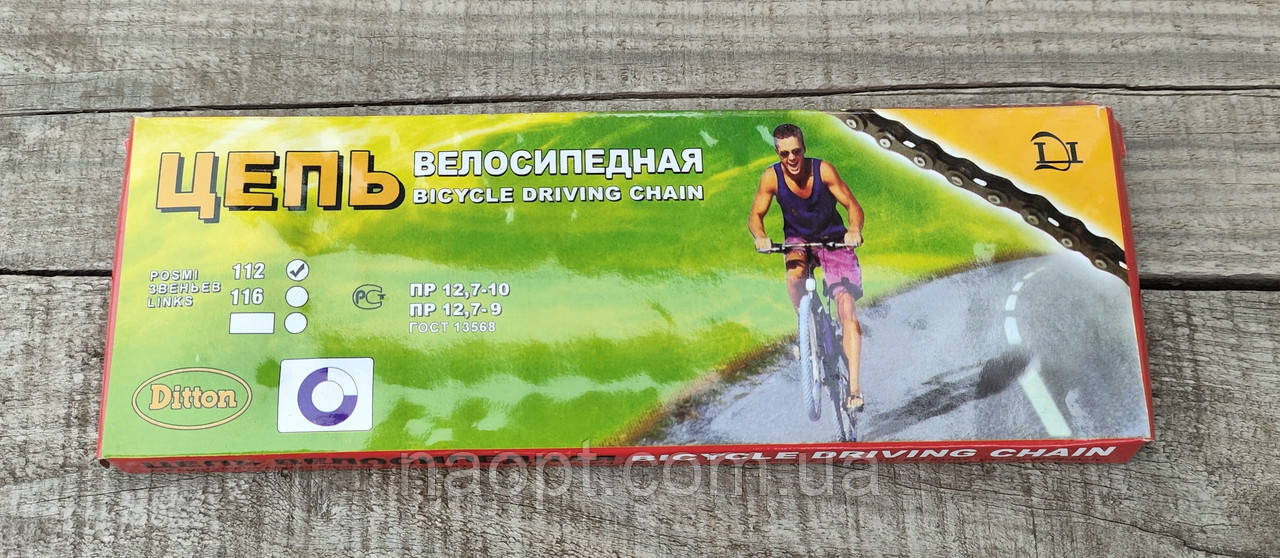 ЦЕПЬ
ВЕЛОСИПЕДНАЯ
BICYCLE DRIVING CHAIN
POSMI
ЗВЕНЬЕВ
LINKS
112
116
ПР 12,7-10
ПР 12,7-9
ГОСТ 13568
Ditton
BICYCLE DRIVING CHAIN
naopt.com.ua